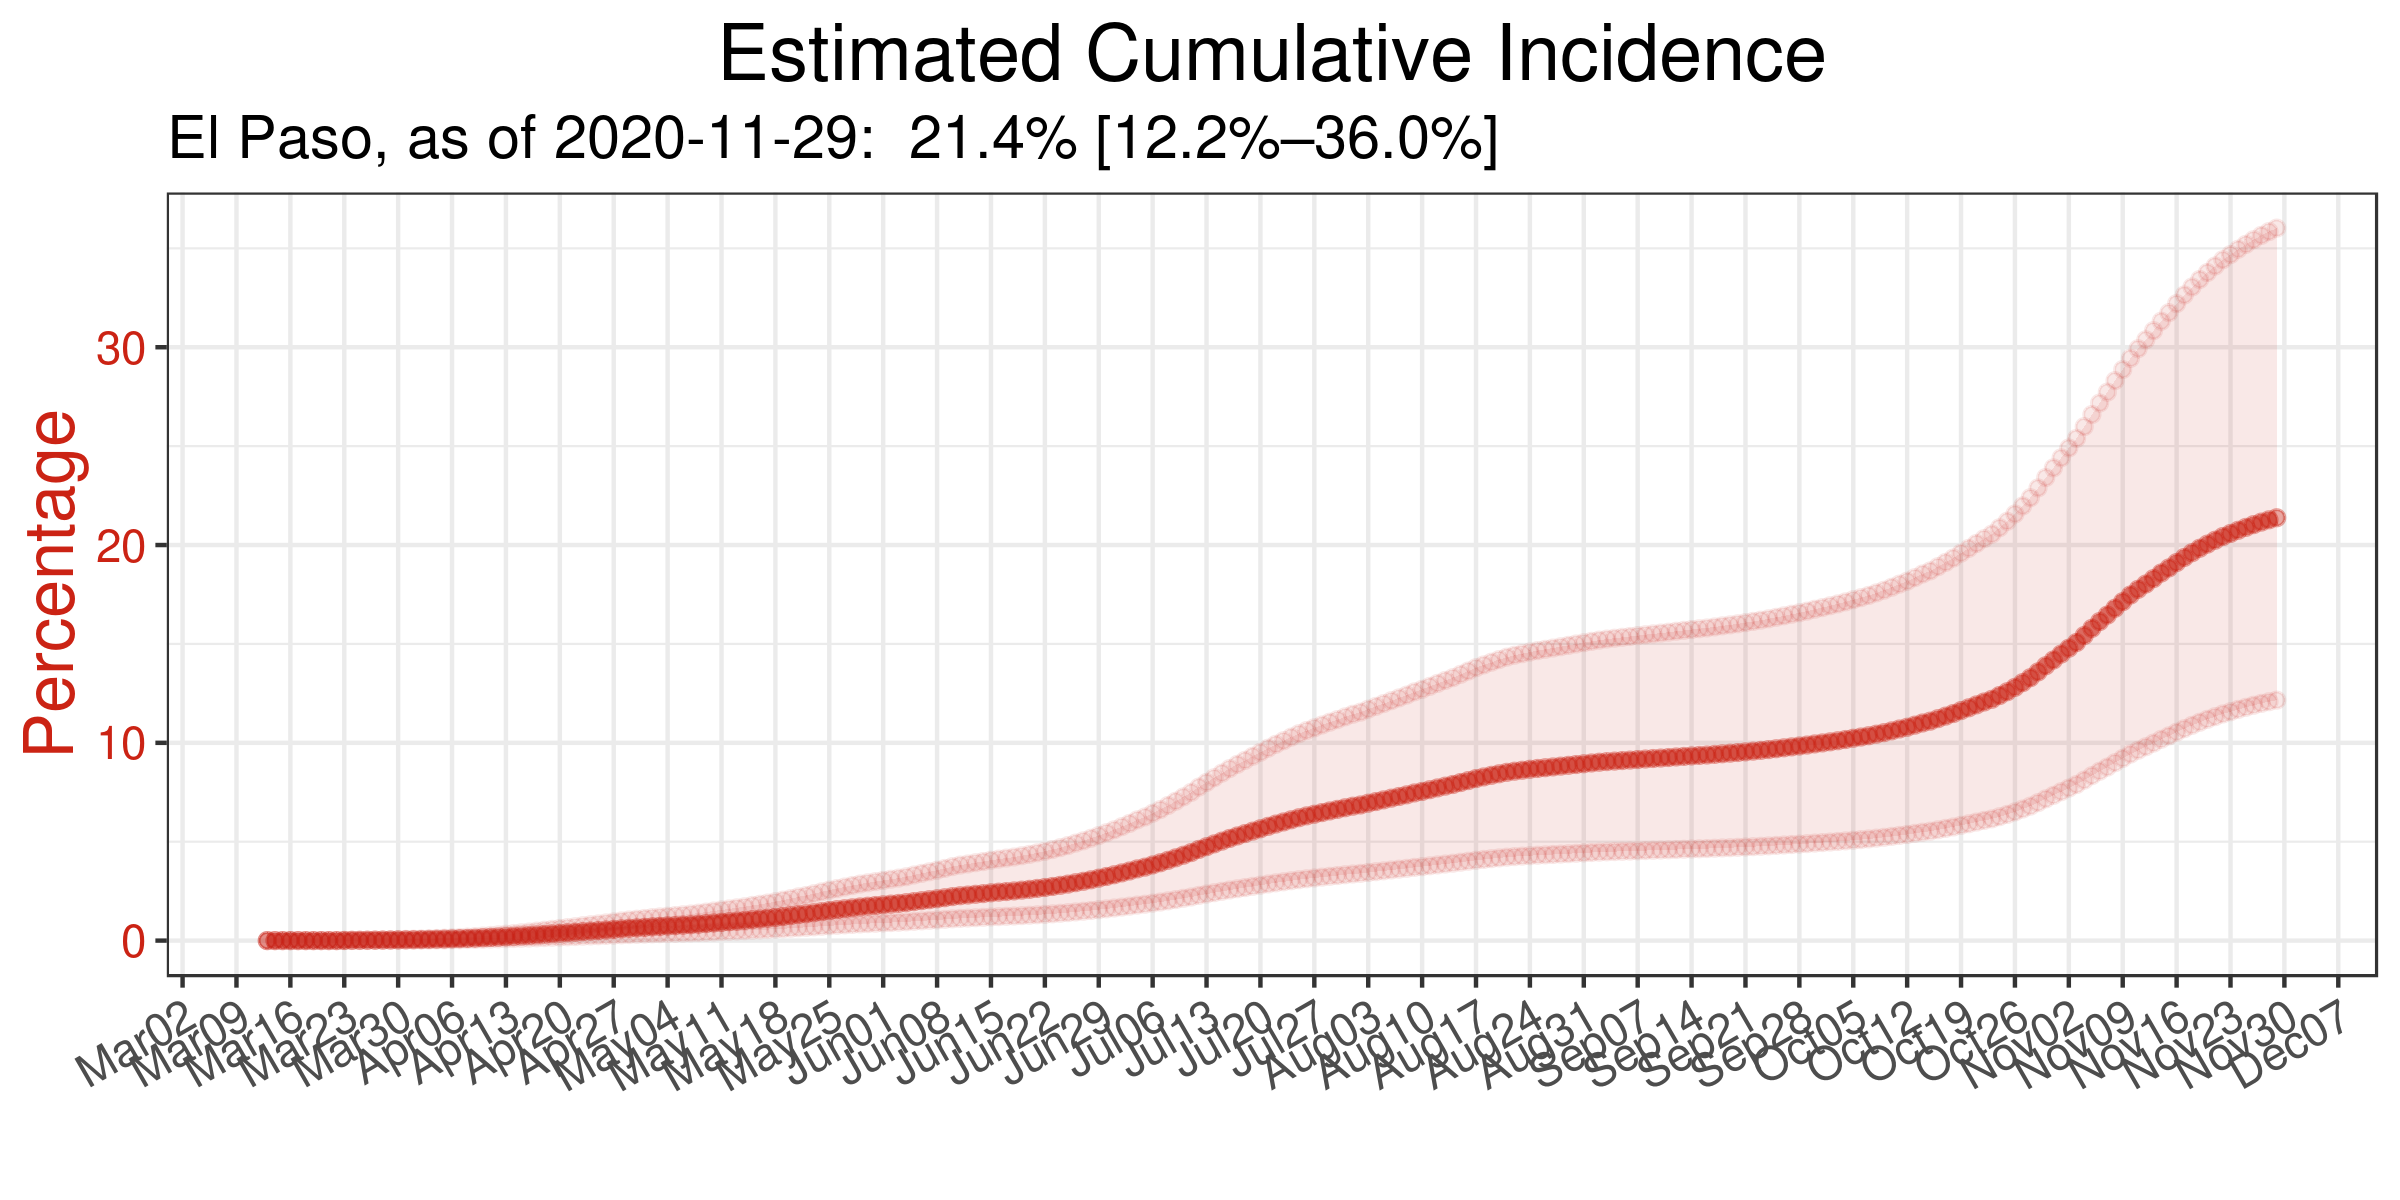 Estimated Cumulative Incidence
El Paso, as of 2020-11-29:  21.4% [12.2%–36.0%]
Percentage
30
20
10
0
Mar02
Mar09
Mar16
Mar23
Mar30
Apr06
Apr13
Apr20
Apr27
May04
May11
May18
May25
Jun01
Jun08
Jun15
Jun22
Jun29
Jul06
Jul13
Jul20
Jul27
Aug03
Aug10
Aug17
Aug24
Aug31
Sep07
Sep14
Sep21
Sep28
Oct05
Oct12
Oct19
Oct26
Nov02
Nov09
Nov16
Nov23
Nov30
Dec07